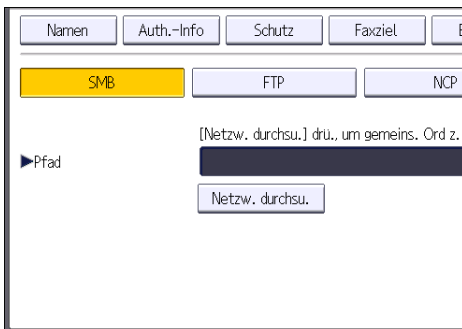 Namen Auth.-Info Schutz Faxziel
SMB FTP NCP
[Netzw. durchsu.] drü., um gemeins. Ord z.
▶Pfad
Netzw. durchsu.